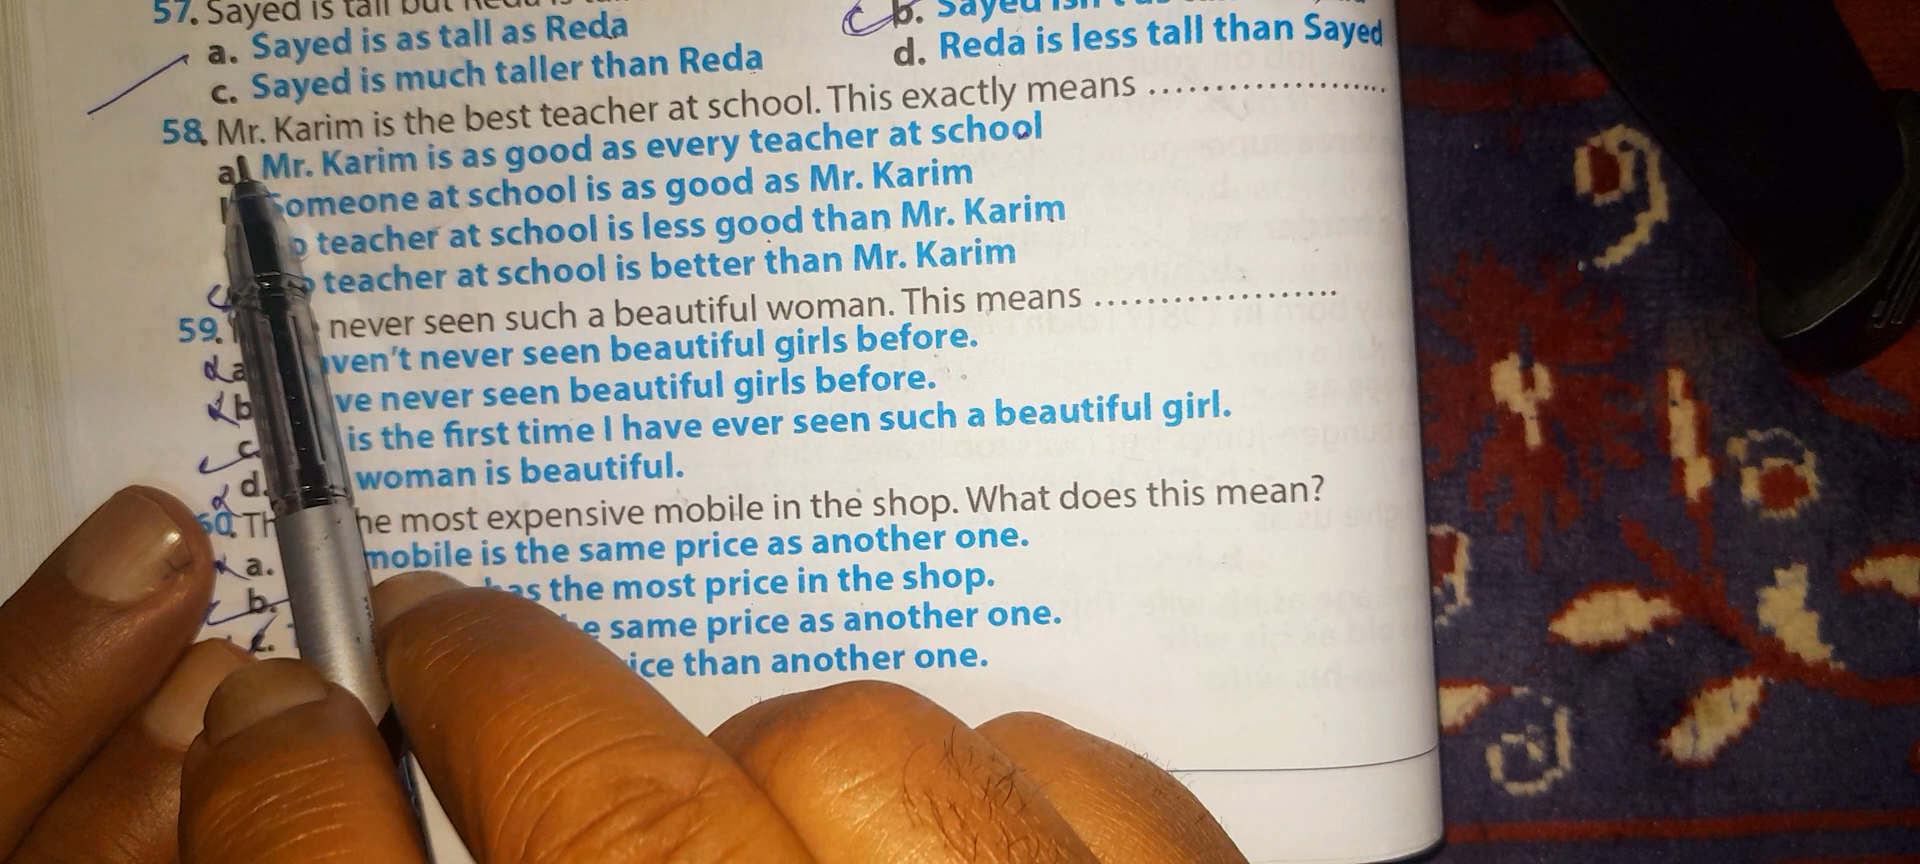 57. Sayed is tall but
a. Sayed is as tall as Reda
b. Sayed isn't as
c. Sayed is much taller than Reda
d. Reda is less tall than Sayed
58. Mr. Karim is the best teacher at school. This exactly means ....................
a. Mr. Karim is as good as every teacher at school
Someone at school is as good as Mr. Karim
teacher at school is less good than Mr. Karim
teacher at school is better than Mr. Karim
59. never seen such a beautiful woman. This means ....................
a haven't never seen beautiful girls before.
b have never seen beautiful girls before.
c. is the first time I have ever seen such a beautiful girl.
d. woman is beautiful.
60. the most expensive mobile in the shop. What does this mean?
a. mobile is the same price as another one.
b. has the most price in the shop.
c. same price as another one.
than another one.